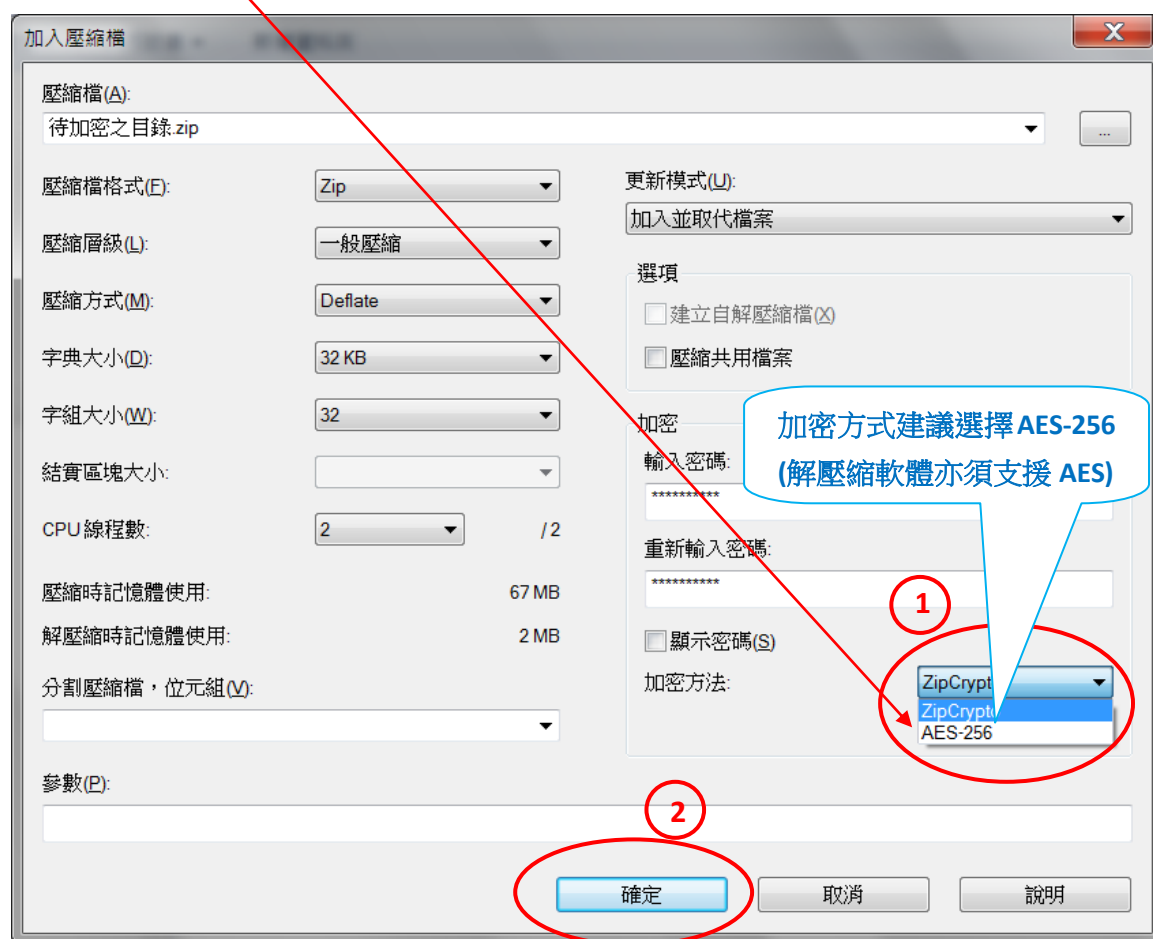 加入壓縮檔
壓縮檔(A):
待加密之目錄.zip
...
壓縮檔格式(F):
Zip
壓縮層級(L):
一般壓縮
壓縮方式(M):
Deflate
字典大小(D):
32 KB
字組大小(W):
32
結實區塊大小:
CPU 線程數:
2
/ 2
壓縮時記憶體使用:
67 MB
解壓縮時記憶體使用:
2 MB
分割壓縮檔，位元組(V):
更新模式(U):
加入並取代檔案
選項
建立自解壓縮檔(X)
壓縮共用檔案
加密
加密方式建議選擇 AES-256
(解壓縮軟體亦須支援 AES)
輸入密碼:
**********
重新輸入密碼:
**********
1
顯示密碼(S)
加密方法:
ZipCrypt
ZipCrypto
AES-256
參數(P):
2
確定
取消
說明